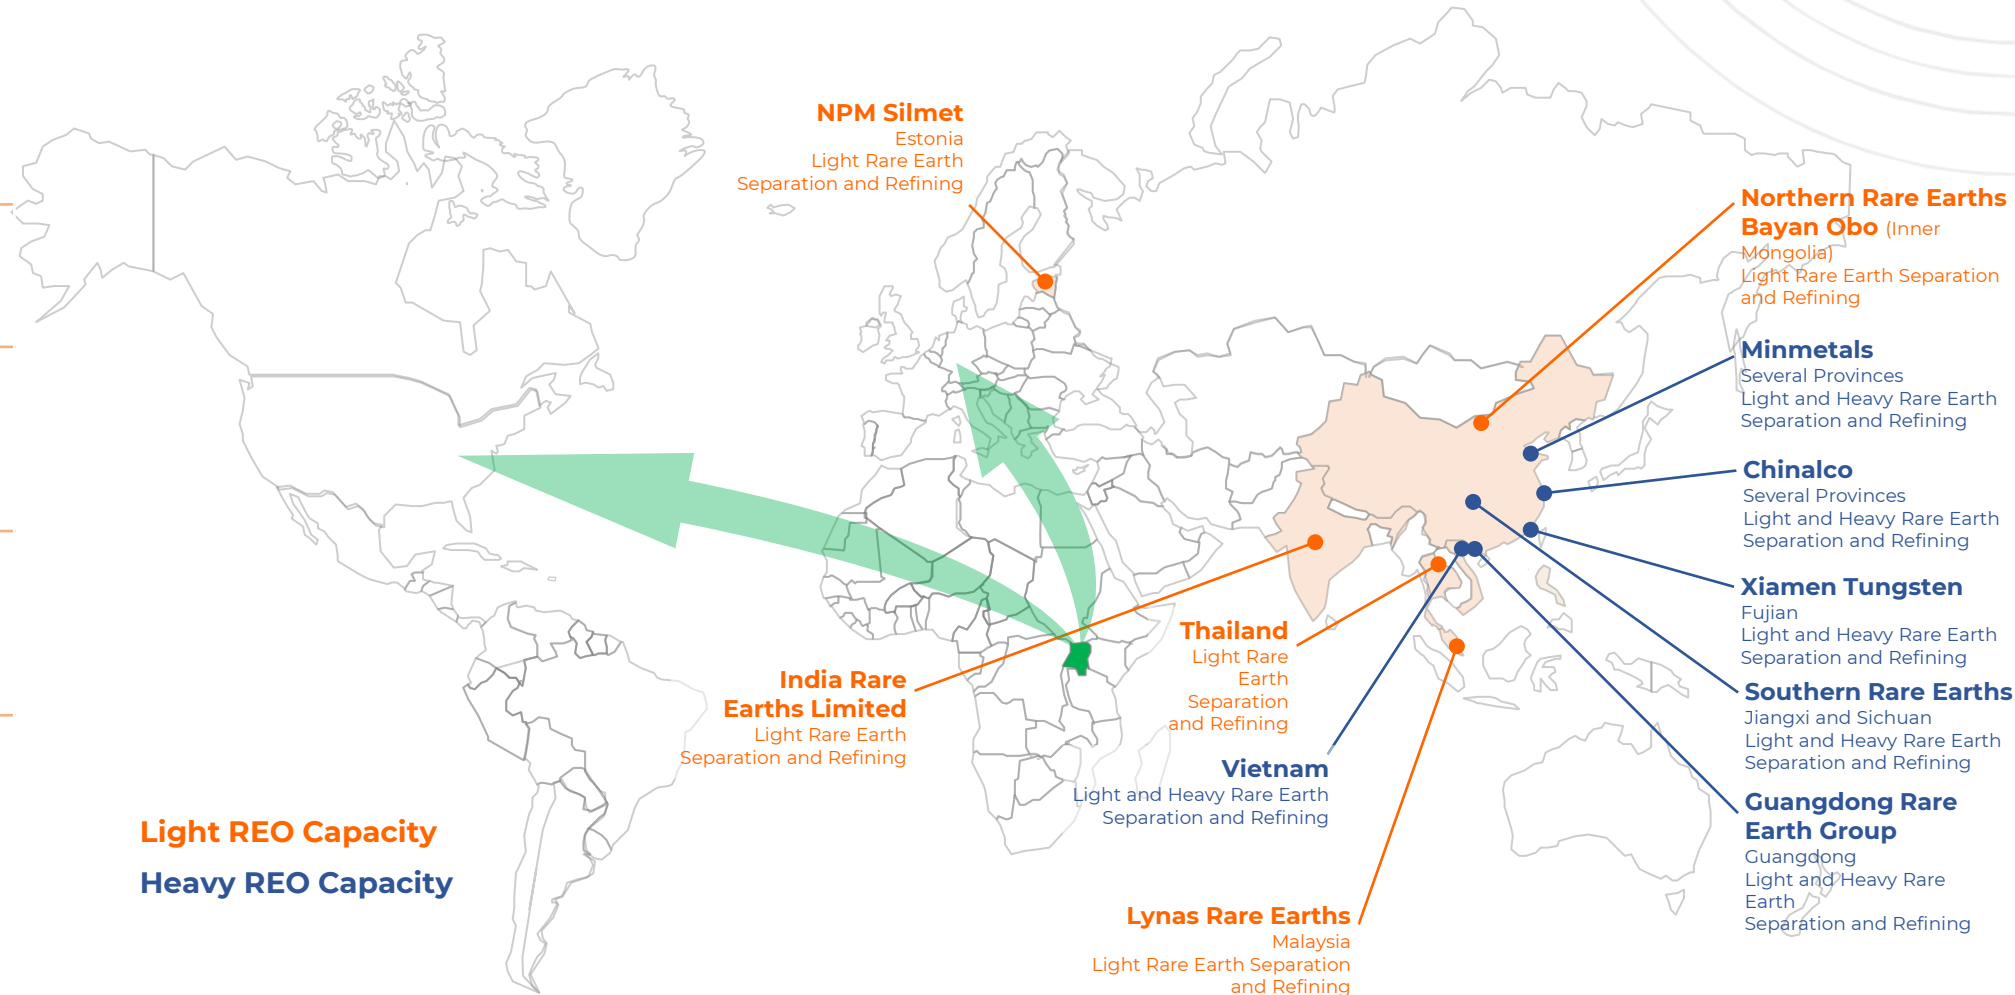 NPM Silmet
Estonia
Light Rare Earth
Separation and Refining
Northern Rare Earths
Bayan Obo (Inner
Mongolia)
Light Rare Earth Separation
and Refining
Minmetals
Several Provinces
Light and Heavy Rare Earth
Separation and Refining
Chinalco
Several Provinces
Light and Heavy Rare Earth
Separation and Refining
Xiamen Tungsten
Fujian
Light and Heavy Rare Earth
Separation and Refining
Southern Rare Earths
Jiangxi and Sichuan
Light and Heavy Rare Earth
Separation and Refining
Guangdong Rare
Earth Group
Guangdong
Light and Heavy Rare
Earth
Separation and Refining
Thailand
Light Rare
Earth
Separation
and Refining
India Rare
Earths Limited
Light Rare Earth
Separation and Refining
Vietnam
Light and Heavy Rare Earth
Separation and Refining
Lynas Rare Earths
Malaysia
Light Rare Earth Separation
and Refining
Light REO Capacity
Heavy REO Capacity